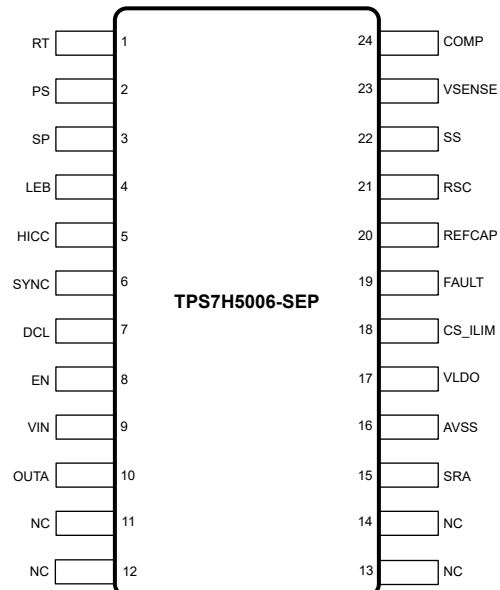 RT 1 24 COMP
PS 2 23 VSENSE
SP 3 22 SS
LEB 4 21 RSC
HICC 5 20 REFCAP
SYNC 6 19 FAULT
TPS7H5006-SEP
DCL 7 18 CS_ILIM
EN 8 17 VLDO
VIN 9 16 AVSS
OUTA 10 15 SRA
NC 11 14 NC
NC 12 13 NC